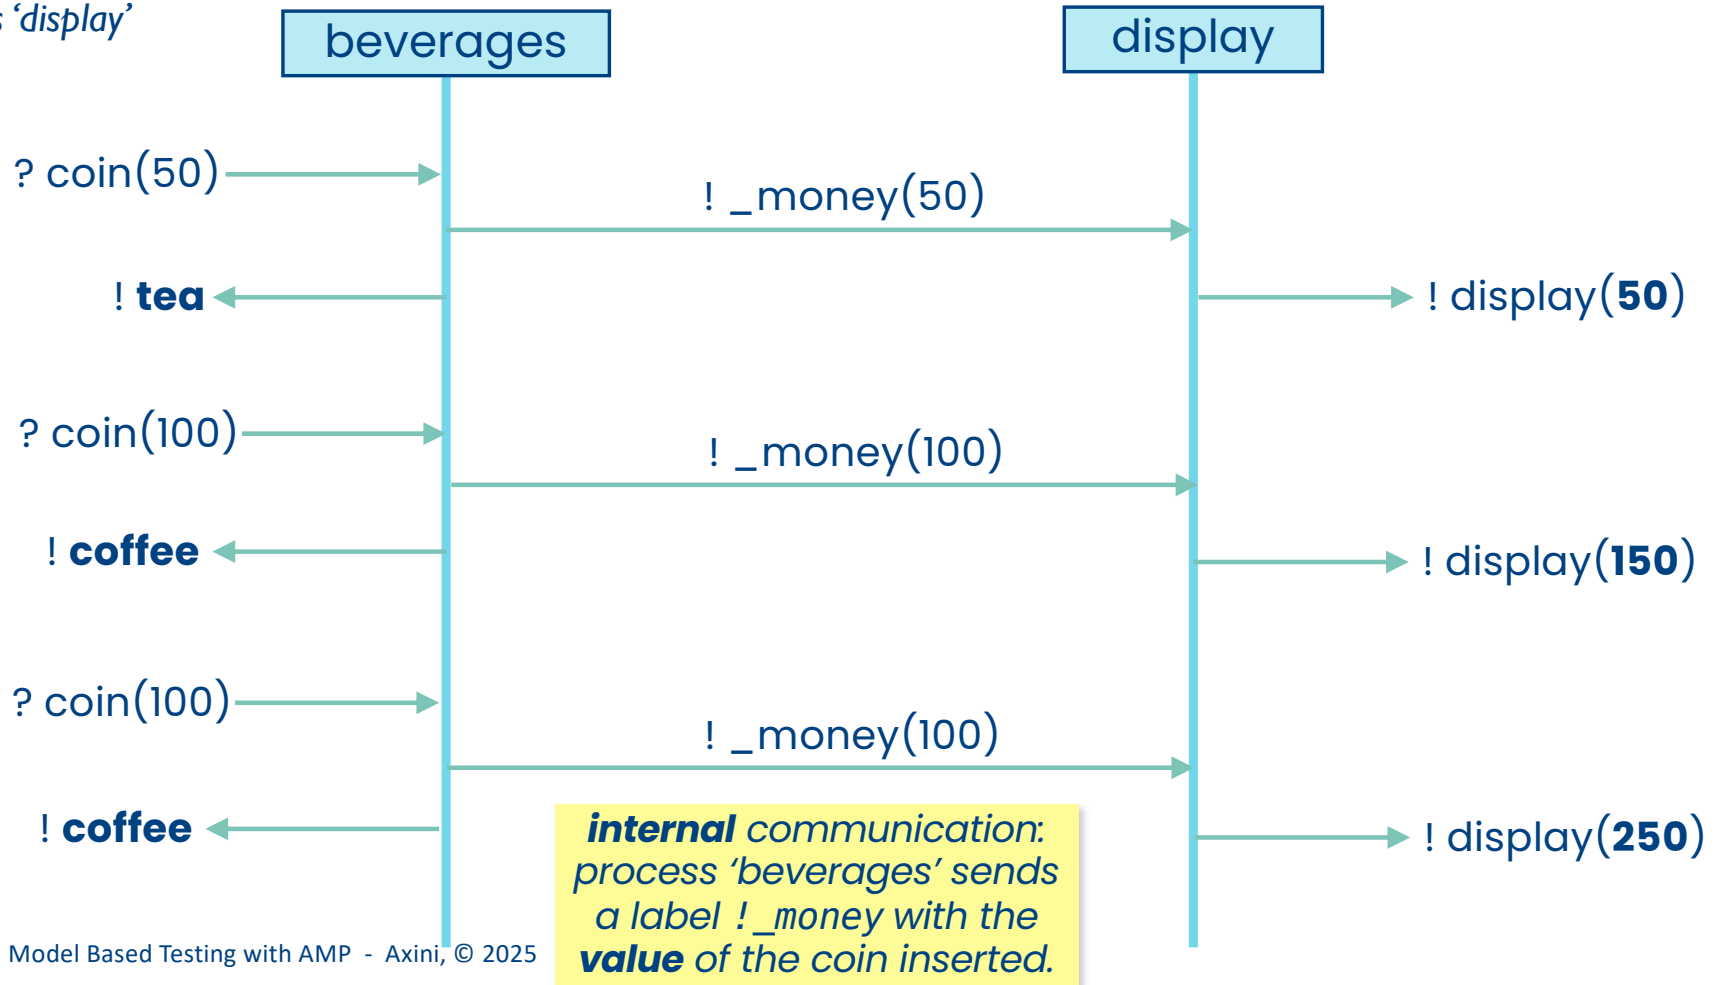 ‘display’
beverages
display
? coin(50)
! _money(50)
! tea
! display(50)
? coin(100)
! _money(100)
! coffee
! display(150)
? coin(100)
! _money(100)
! coffee
! display(250)
internal communication:
process ‘beverages’ sends
a label !_money with the
value of the coin inserted.
Model Based Testing with AMP - Axini, © 2025